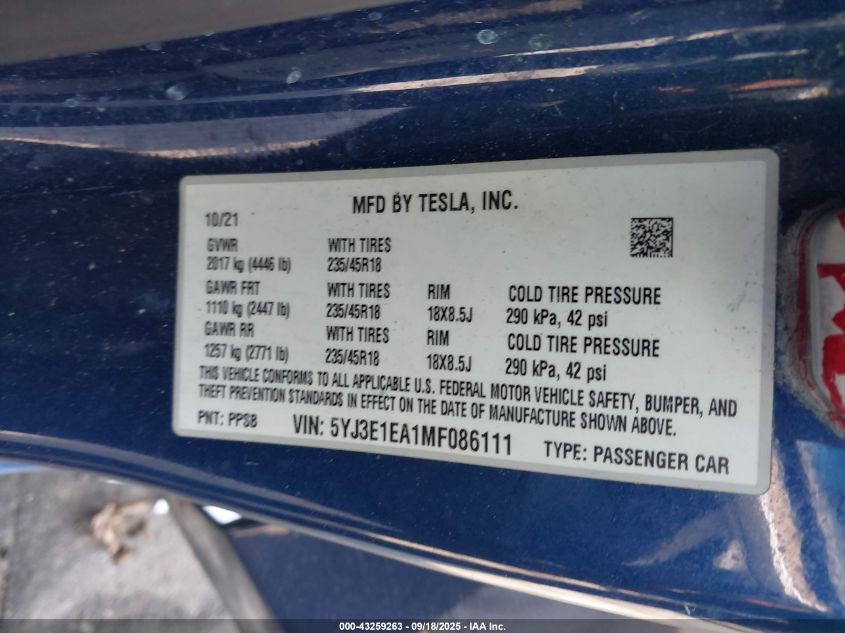 MFD BY TESLA, INC.
10/21
GVWR WITH TIRES
2017 kg (4446 lb) 235/45R18
GAWR FRT WITH TIRES RIM COLD TIRE PRESSURE
1110 kg (2447 lb) 235/45R18 18X8.5J 290 kPa, 42 psi
GAWR RR WITH TIRES RIM COLD TIRE PRESSURE
1257 kg (2771 lb) 235/45R18 18X8.5J 290 kPa, 42 psi
THIS VEHICLE CONFORMS TO ALL APPLICABLE U.S. FEDERAL MOTOR VEHICLE SAFETY, BUMPER, AND
THEFT PREVENTION STANDARDS IN EFFECT ON THE DATE OF MANUFACTURE SHOWN ABOVE.
PNT: PPSB VIN: 5YJ3E1EA1MF086111 TYPE: PASSENGER CAR
000-43259263 - 09/18/2025 - IAA Inc.